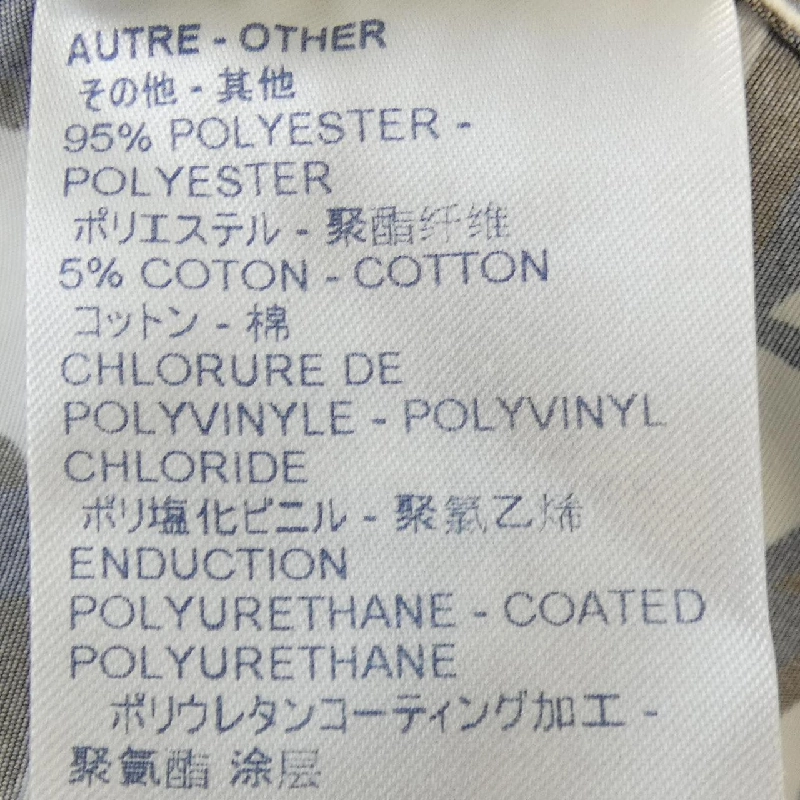 AUTRE - OTHER
その他 - 其他
95% POLYESTER -
POLYESTER
ポリエステル - 聚酯纤维
5% COTON - COTTON
コットン - 棉
CHLORURE DE
POLYVINYLE - POLYVINYL
CHLORIDE
ポリ塩化ビニル - 聚氯乙烯
ENDUCTION
POLYURETHANE - COATED
POLYURETHANE
ポリウレタンコーティング加工 -
聚氨酯 涂层